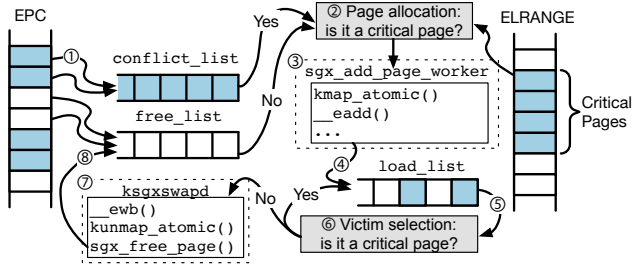 EPC
① conflict_list
free_list
Yes
No
② Page allocation:
is it a critical page?
ELRANGE
③ sgx_add_page_worker
kmap_atomic()
__eadd()
...
Critical
Pages
④ load_list
⑤
⑧
⑦ ksgxswapd
__ewb()
kunmap_atomic()
sgx_free_page()
No
Yes
⑥ Victim selection:
is it a critical page?